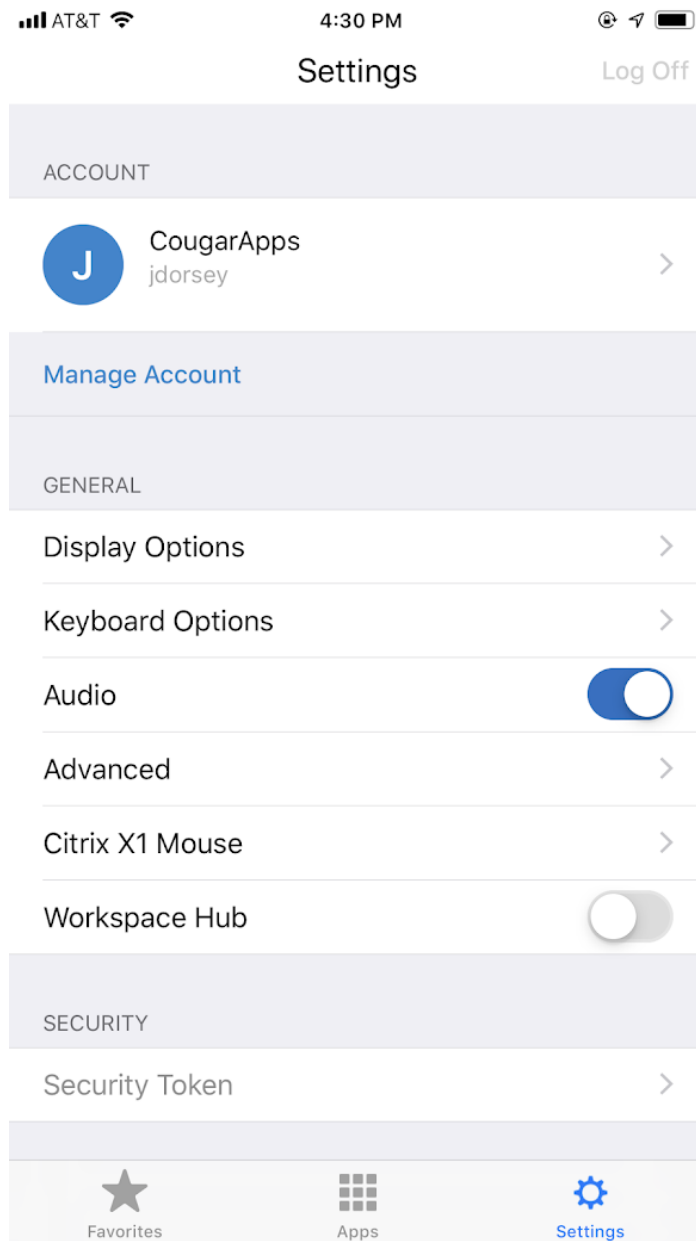 AT&T 4:30 PM
Settings Log Off
ACCOUNT
J
CougarApps
jdorsey
Manage Account
GENERAL
Display Options
Keyboard Options
Audio
Advanced
Citrix X1 Mouse
Workspace Hub
SECURITY
Security Token
Favorites Apps Settings